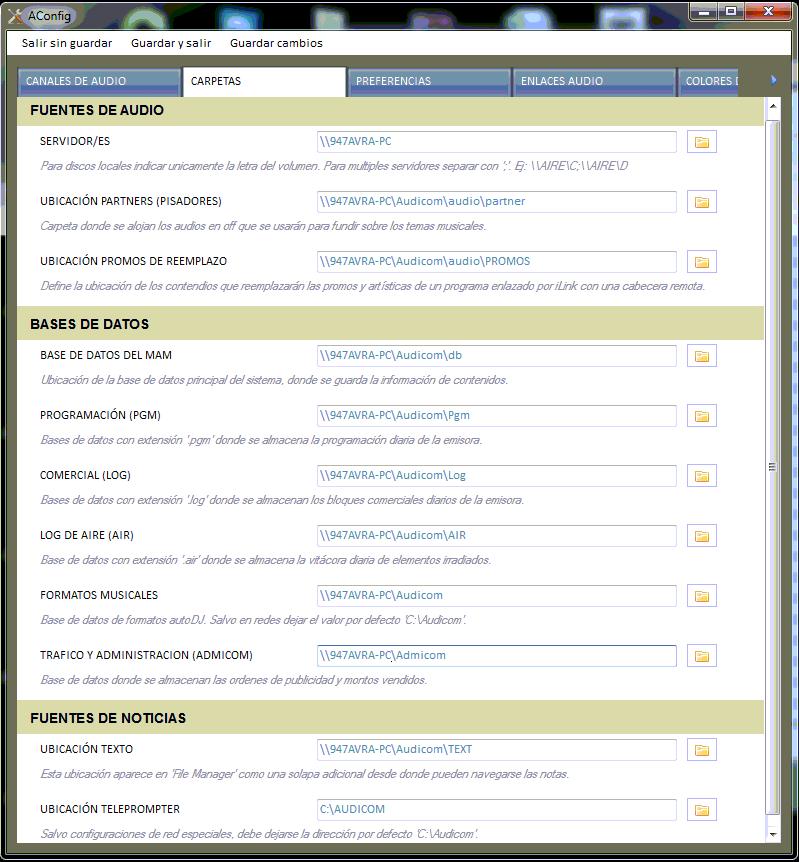 AConfig
Salir sin guardar Guardar y salir Guardar cambios
CANALES DE AUDIO CARPETAS PREFERENCIAS ENLACES AUDIO COLORES D
FUENTES DE AUDIO
SERVIDOR/ES \\947AVRA-PC
Para discos locales indicar unicamente la letra del volumen. Para multiples servidores separar con ';'. Ej: \\AIRE\C;\\AIRE\D
UBICACIÓN PARTNERS (PISADORES) \\947AVRA-PC\Audicom\audio\partner
Carpeta donde se alojan los audios en off que se usarán para fundir sobre los temas musicales.
UBICACIÓN PROMOS DE REEMPLAZO \\947AVRA-PC\Audicom\audio\PROMOS
Define la ubicación de los contendios que reemplazarán las promos y artísticas de un programa enlazado por iLink con una cabecera remota.
BASES DE DATOS
BASE DE DATOS DEL MAM \\947AVRA-PC\Audicom\db
Ubicación de la base de datos principal del sistema, donde se guarda la información de contenidos.
PROGRAMACIÓN (PGM) \\947AVRA-PC\Audicom\Pgm
Bases de datos con extensión '.pgm' donde se almacena la programación diaria de la emisora.
COMERCIAL (LOG) \\947AVRA-PC\Audicom\Log
Bases de datos con extensión '.log' donde se almacenan los bloques comerciales diarios de la emisora.
LOG DE AIRE (AIR) \\947AVRA-PC\Audicom\AIR
Base de datos con extensión '.air' donde se almacena la vitácora diaria de elementos irradiados.
FORMATOS MUSICALES \\947AVRA-PC\Audicom
Base de datos de formatos autoDJ. Salvo en redes dejar el valor por defecto 'C:\Audicom'.
TRAFICO Y ADMINISTRACION (ADMICOM) \\947AVRA-PC\Admicom
Base de datos donde se almacenan las ordenes de publicidad y montos vendidos.
FUENTES DE NOTICIAS
UBICACIÓN TEXTO \\947AVRA-PC\Audicom\TEXT
Esta ubicación aparece en 'File Manager' como una solapa adicional desde donde pueden navegarse las notas.
UBICACIÓN TELEPROMPTER C:\AUDICOM
Salvo configuraciones de red especiales, debe dejarse la dirección por defecto 'C:\Audicom'.